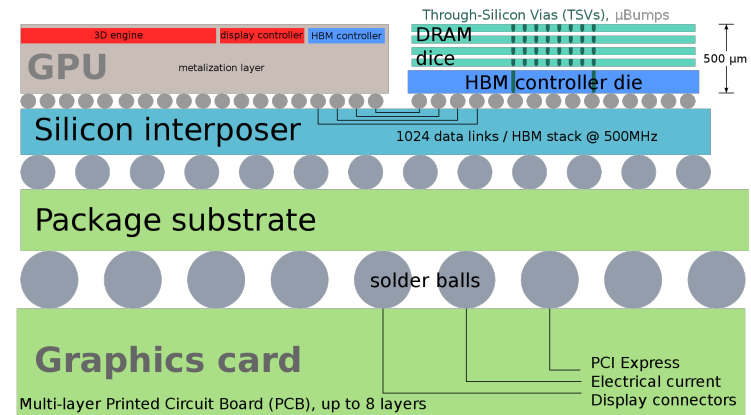 Through-Silicon Vias (TSVs), µBumps
3D engine
display controller
HBM controller
GPU
metalization layer
DRAM
dice
HBM controller die
500 µm
Silicon interposer
1024 data links / HBM stack @ 500MHz
Package substrate
solder balls
Graphics card
PCI Express
Electrical current
Display connectors
Multi-layer Printed Circuit Board (PCB), up to 8 layers